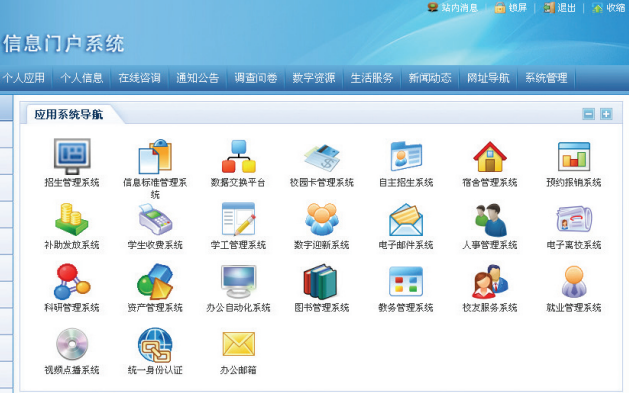 站内消息 锁屏 退出 收缩
信息门户系统
个人应用 个人信息 在线咨询 通知公告 调查问卷 数字资源 生活服务 新闻动态 网址导航 系统管理
应用系统导航
招生管理系统 信息标准管理系统 数据交换平台 校园卡管理系统 自主招生系统 宿舍管理系统 预约报销系统
补助发放系统 学生收费系统 学工管理系统 数字迎新系统 电子邮件系统 人事管理系统 电子离校系统
科研管理系统 资产管理系统 办公自动化系统 图书管理系统 教务管理系统 校友服务系统 就业管理系统
视频点播系统 统一身份认证 办公邮箱